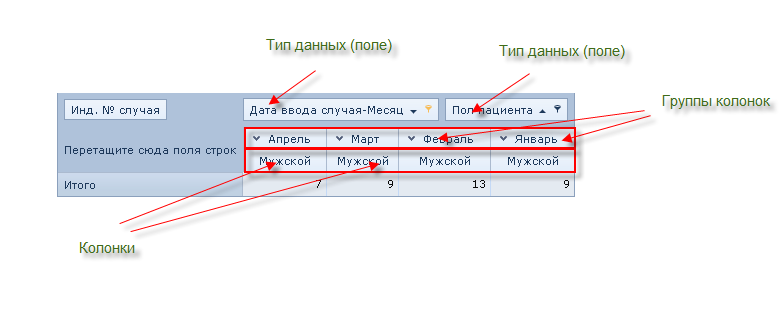 Тип данных (поле)
Тип данных (поле)
Инд. № случая
Дата ввода случая-Месяц
Пол пациента
Группы колонок
Перетащите сюда поля строк
Апрель Март Февраль Январь
Мужской Мужской Мужской Мужской
Итого 7 9 13 9
Колонки